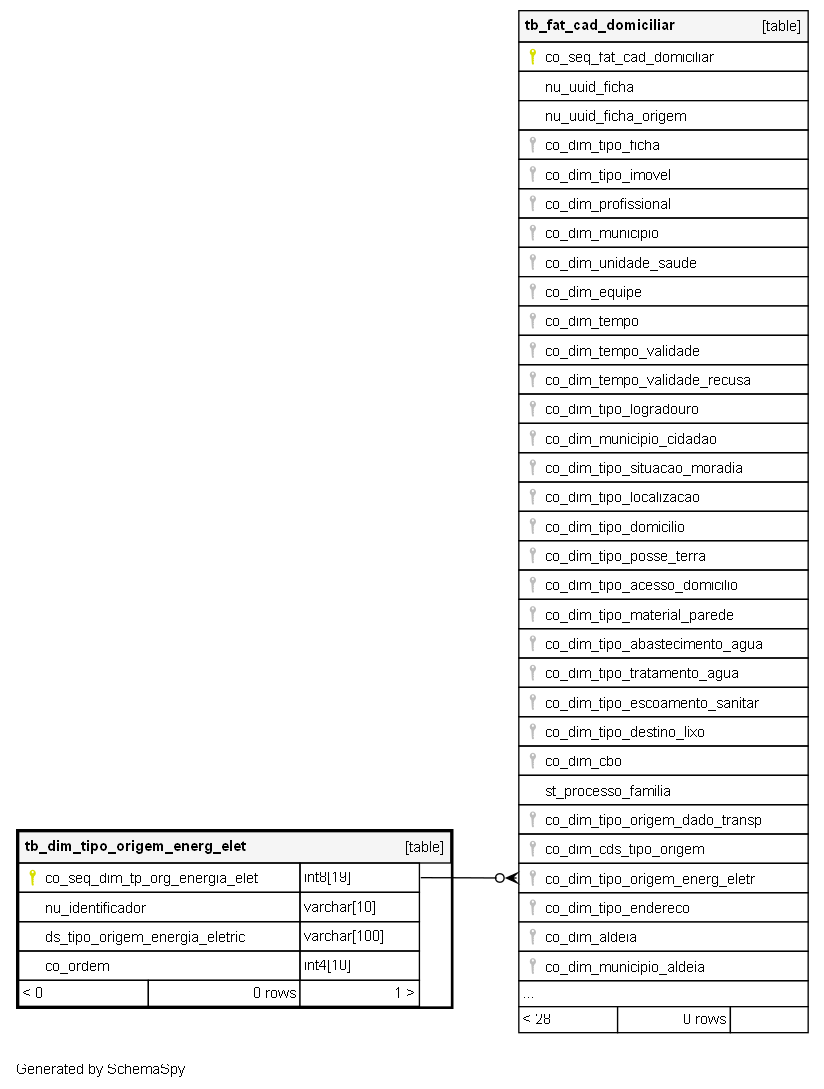 tb_fat_cad_domiciliar [table]
co_seq_fat_cad_domiciliar
nu_uuid_ficha
nu_uuid_ficha_origem
co_dim_tipo_ficha
co_dim_tipo_imovel
co_dim_profissional
co_dim_municipio
co_dim_unidade_saude
co_dim_equipe
co_dim_tempo
co_dim_tempo_validade
co_dim_tempo_validade_recusa
co_dim_tipo_logradouro
co_dim_municipio_cidadao
co_dim_tipo_situacao_moradia
co_dim_tipo_localizacao
co_dim_tipo_domicilio
co_dim_tipo_posse_terra
co_dim_tipo_acesso_domicilio
co_dim_tipo_material_parede
co_dim_tipo_abastecimento_agua
co_dim_tipo_tratamento_agua
co_dim_tipo_escoamento_sanitar
co_dim_tipo_destino_lixo
co_dim_cbo
st_processo_familia
co_dim_tipo_origem_dado_transp
co_dim_cds_tipo_origem
co_dim_tipo_origem_energ_eletr
co_dim_tipo_endereco
co_dim_aldeia
co_dim_municipio_aldeia
...
< 28 0 rows
tb_dim_tipo_origem_energ_elet [table]
co_seq_dim_tp_org_energia_elet int8[19]
nu_identificador varchar[10]
ds_tipo_origem_energia_eletric varchar[100]
co_ordem int4[10]
< 0 0 rows 1 >
Generated by SchemaSpy